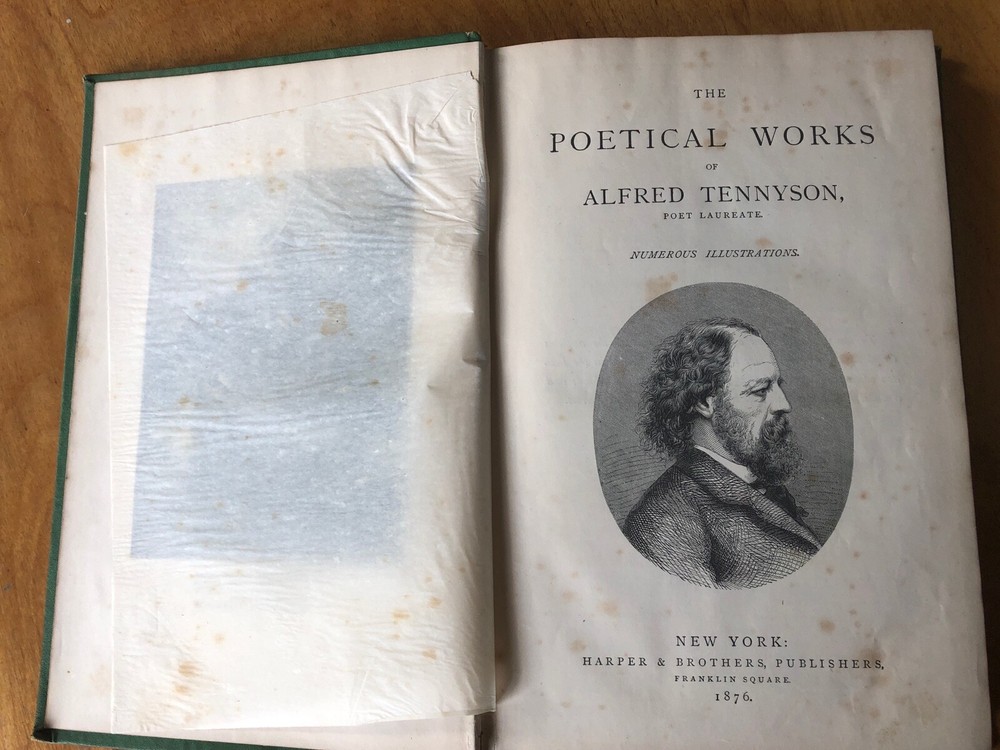 THE
POETICAL WORKS
OF
ALFRED TENNYSON,
POET LAUREATE.
NUMEROUS ILLUSTRATIONS.
NEW YORK:
HARPER & BROTHERS, PUBLISHERS,
FRANKLIN SQUARE.
1876.